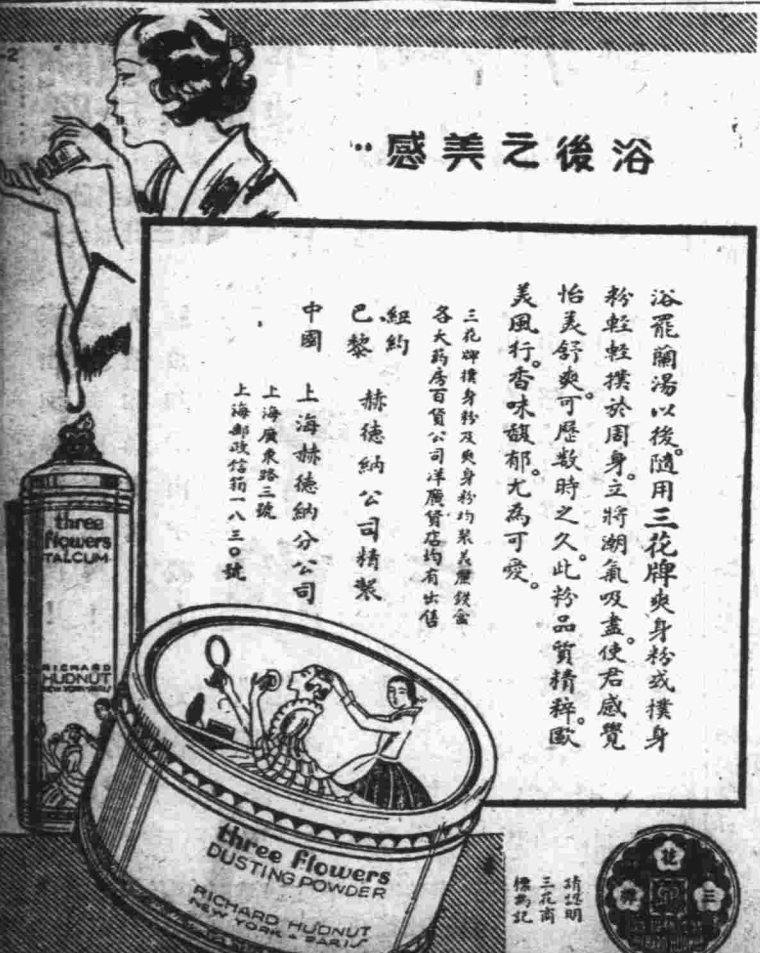 浴後之美感
浴罷蘭湯以後。隨用三花牌爽身粉或撲身
粉輕輕撲於周身。立將潮氣吸盡。使君感覺
怡美舒爽。可歷數時之久。此粉品質精粹。歐
美風行。香味馥郁。尤為可愛。
三花牌撲身粉及爽身粉均裝美麗鉄盒
各大葯房百貨公司洋廣貨店均有出售
紐約
巴黎 赫德納公司精製
中國 上海赫德納分公司
上海廣東路三號
上海郵政信箱一八三〇號
three
flowers
TALCUM
RICHARD
HUDNUT
NEW YORK PARIS
three flowers
DUSTING POWDER
RICHARD HUDNUT
NEW YORK & PARIS
請認明
三花商
標為記
三花牌